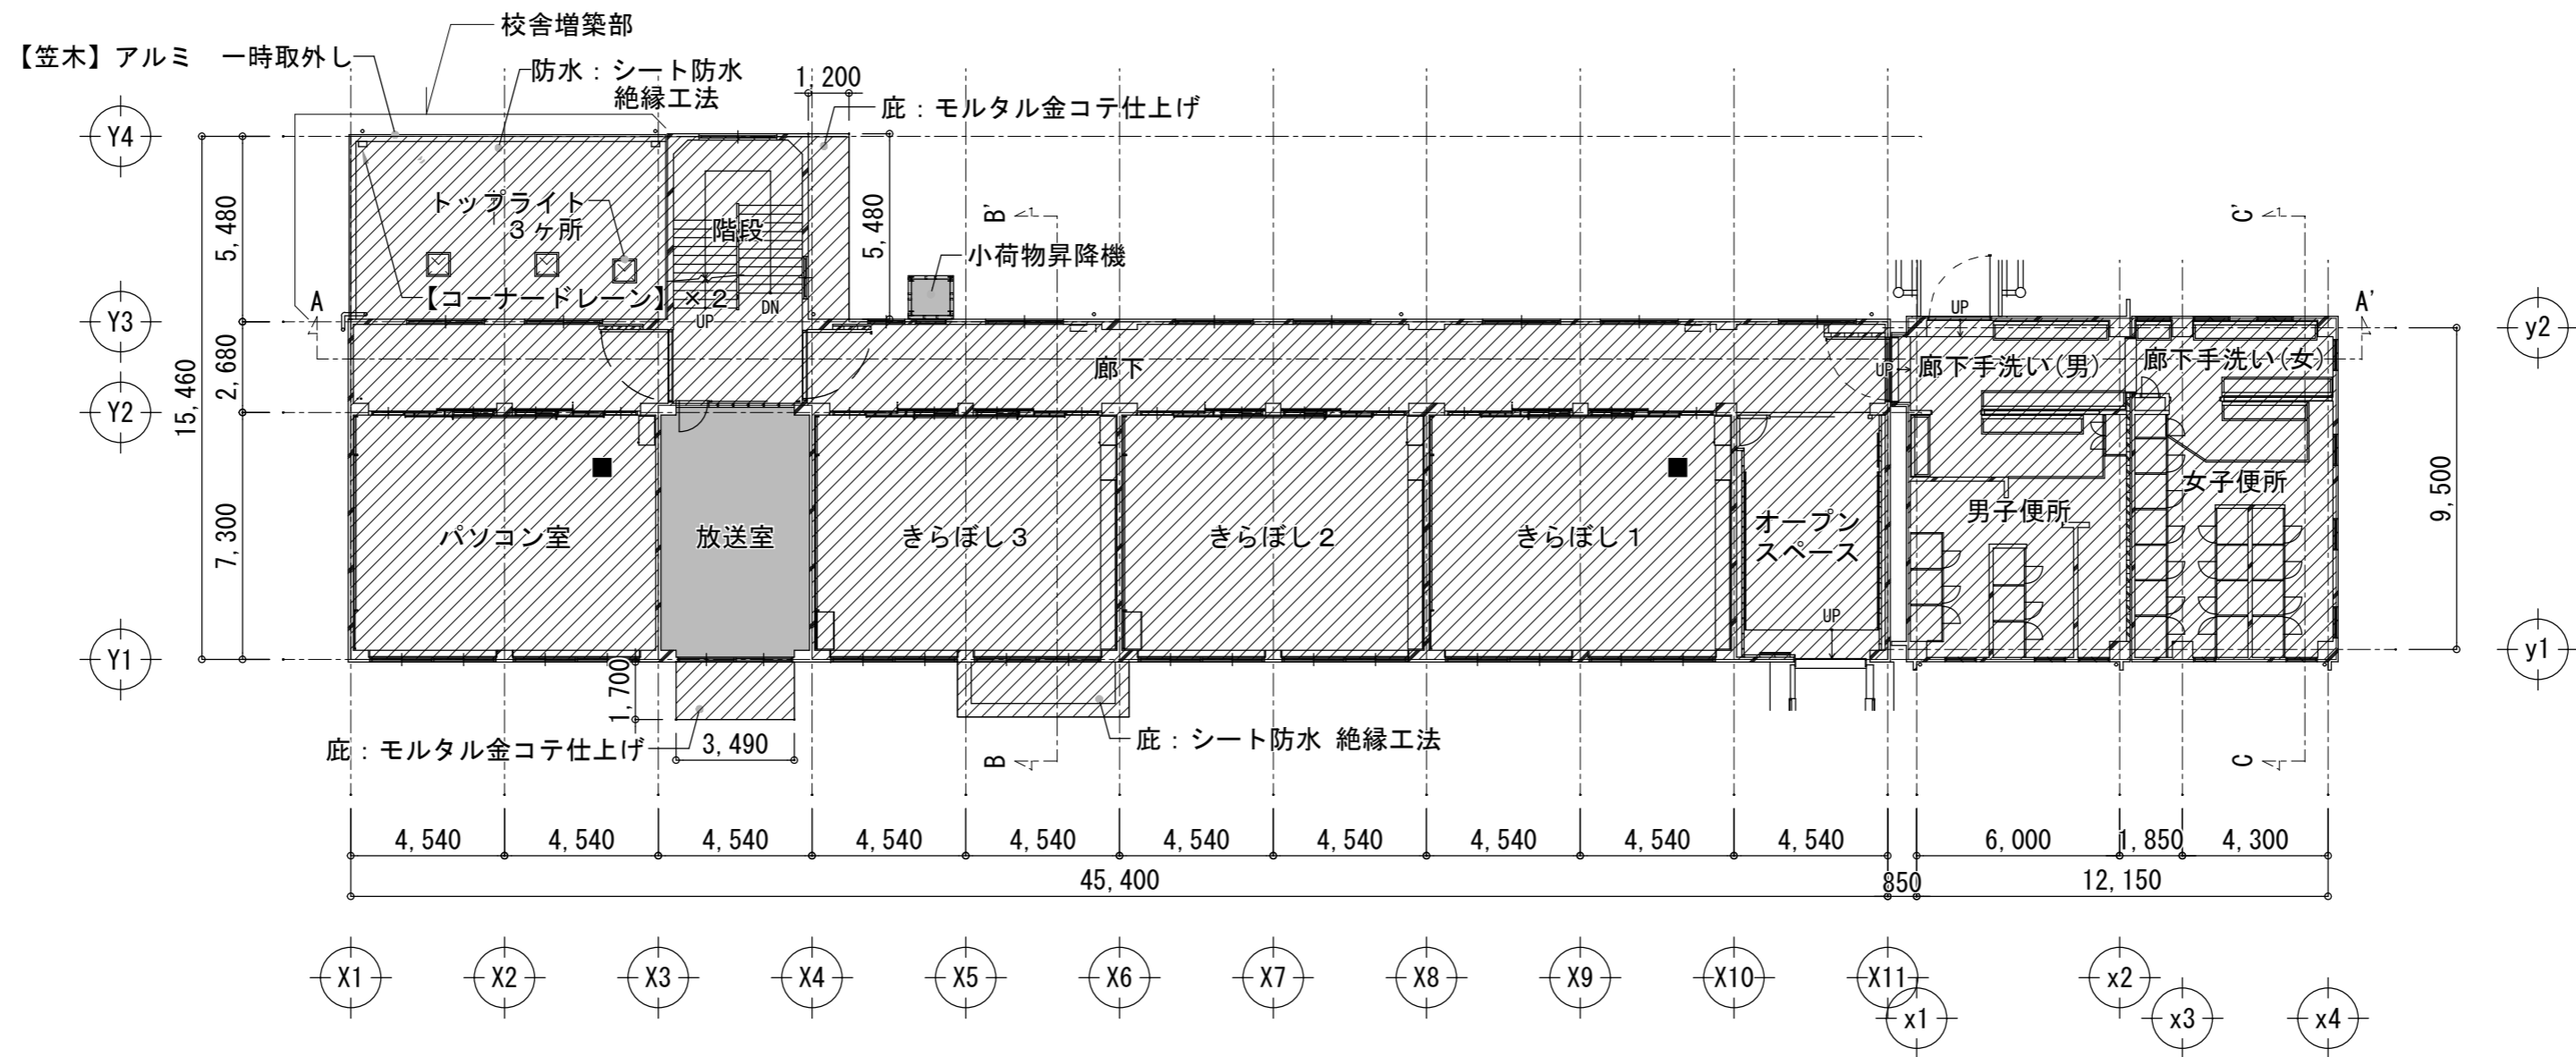 校舎増築部
【笠木】アルミ 一時取外し
防水：シート防水
絶縁工法
1,200
庇：モルタル金コテ仕上げ
Y4
5,480
トップライト
3ヶ所
階段
5,480
B'
小荷物昇降機
C'
【コーナードレーン】×2
UP
DN
UP
A
A'
Y3
y2
15,460
2,680
廊下
UP
廊下手洗い(男)
廊下手洗い(女)
Y2
9,500
7,300
パソコン室
放送室
きらぼし3
きらぼし2
きらぼし1
オープン
スペース
男子便所
女子便所
UP
Y1
y1
1,700
庇：モルタル金コテ仕上げ
3,490
B
庇：シート防水 絶縁工法
C
4,540
4,540
4,540
4,540
4,540
4,540
4,540
4,540
4,540
4,540
6,000
1,850
4,300
45,400
850
12,150
X1
X2
X3
X4
X5
X6
X7
X8
X9
X10
X11
x2
x1
x3
x4